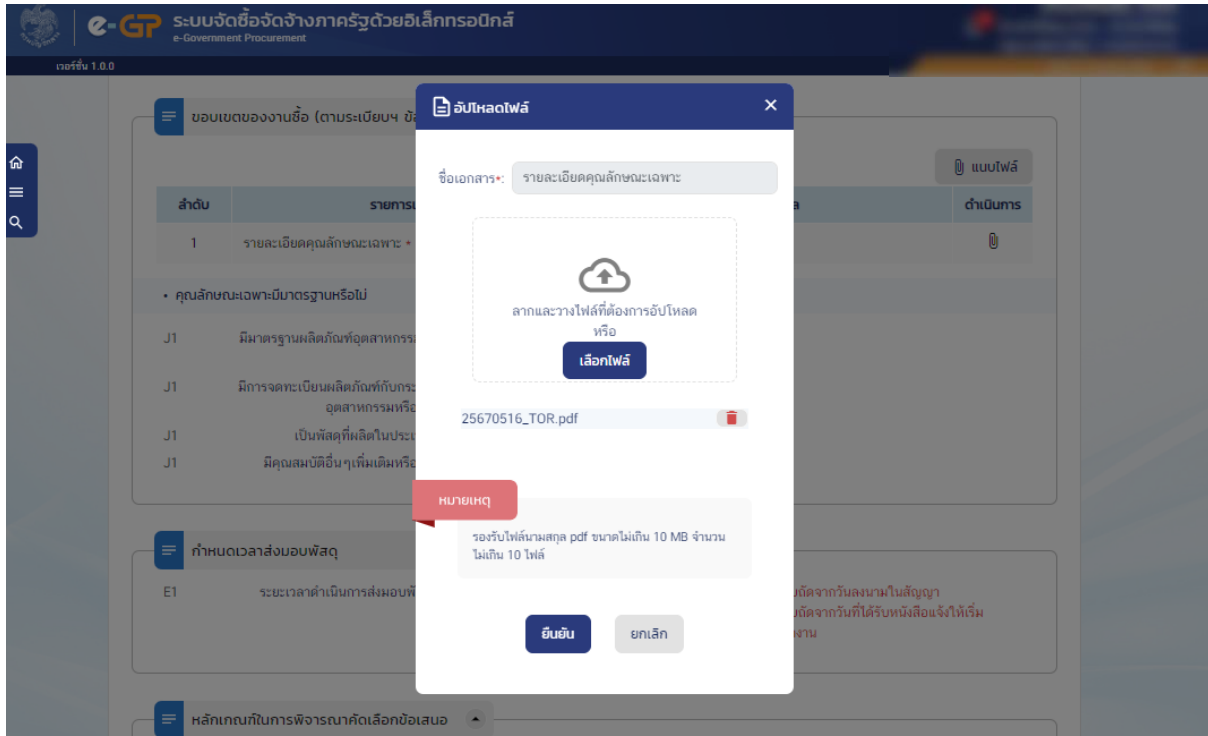 e-GP ระบบจัดซื้อจัดจ้างภาครัฐด้วยอิเล็กทรอนิกส์
e-Government Procurement
เวอร์ชั่น 1.0.0
ขอบเขตของงานซื้อ (ตามระเบียบฯ
แนบไฟล์
ลำดับ
ดำเนินการ
1 รายละเอียดคุณลักษณะเฉพาะ *
• คุณลักษณะเฉพาะมีมาตรฐานหรือไม่
J1 มีมาตรฐานผลิตภัณฑ์อุตสาหกรรม
J1 มีการจดทะเบียนผลิตภัณฑ์กับกระ
อุตสาหกรรมหรือ
J1 เป็นพัสดุที่ผลิตในประเ
J1 มีคุณสมบัติอื่นๆเพิ่มเติมหรือ
กำหนดเวลาส่งมอบพัสดุ
E1 ระยะเวลาดำเนินการส่งมอบพั
ถัดจากวันลงนามในสัญญา
ถัดจากวันที่ได้รับหนังสือแจ้งให้เริ่ม
งาน
หลักเกณฑ์ในการพิจารณาคัดเลือกข้อเสนอ
อัปโหลดไฟล์ ×
ชื่อเอกสาร*: รายละเอียดคุณลักษณะเฉพาะ
ลากและวางไฟล์ที่ต้องการอัปโหลด
หรือ
เลือกไฟล์
25670516_TOR.pdf
หมายเหตุ
รองรับไฟล์นามสกุล pdf ขนาดไม่เกิน 10 MB จำนวน
ไม่เกิน 10 ไฟล์
ยืนยัน ยกเลิก